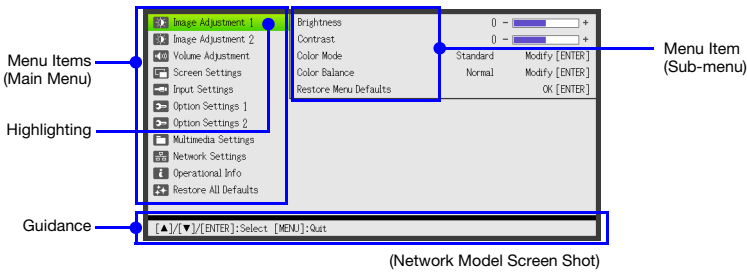 Image Adjustment 1
Image Adjustment 2
Volume Adjustment
Screen Settings
Input Settings
Option Settings 1
Option Settings 2
Multimedia Settings
Network Settings
Operational Info
Restore All Defaults
Brightness 0 − +
Contrast 0 − +
Color Mode Standard Modify [ENTER]
Color Balance Normal Modify [ENTER]
Restore Menu Defaults OK [ENTER]
[▲]/[▼]/[ENTER]:Select [MENU]:Quit
Menu Items
(Main Menu)
Highlighting
Guidance
Menu Item
(Sub-menu)
(Network Model Screen Shot)